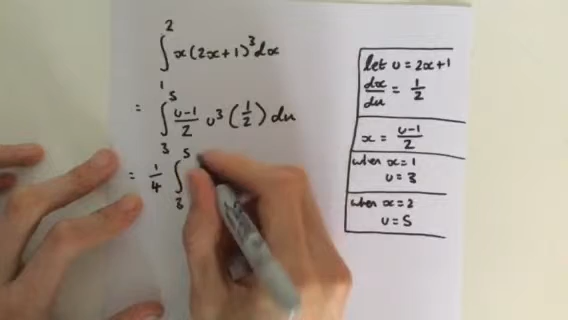 ∫₁² x(2x+1)³ dx
= ∫₃⁵ (u-1)/2 u³ (1/2) du
= 1/4 ∫₃⁵
let u = 2x+1
dx/du = 1/2
x = (u-1)/2
when x=1
u=3
when x=2
u=5